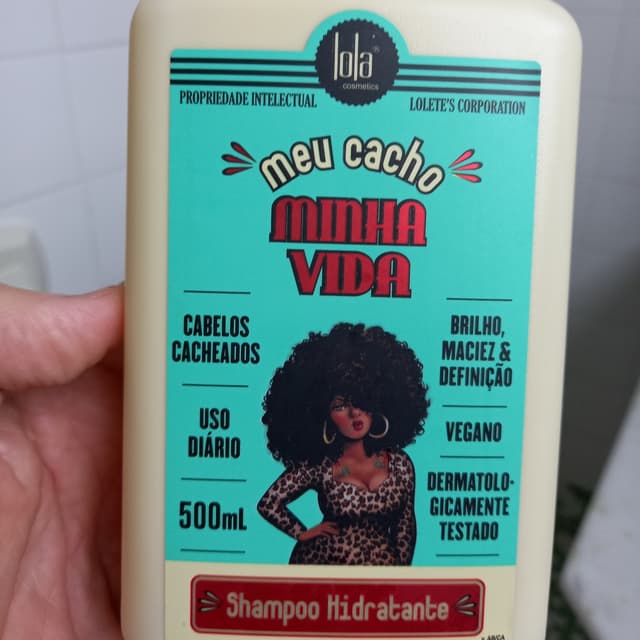 lola®
cosmetics
PROPRIEDADE INTELECTUAL
LOLETE'S CORPORATION
meu cacho
MINHA
VIDA
CABELOS
CACHEADOS
USO
DIÁRIO
500mL
BRILHO,
MACIEZ &
DEFINIÇÃO
VEGANO
DERMATOLO-
GICAMENTE
TESTADO
Shampoo Hidratante